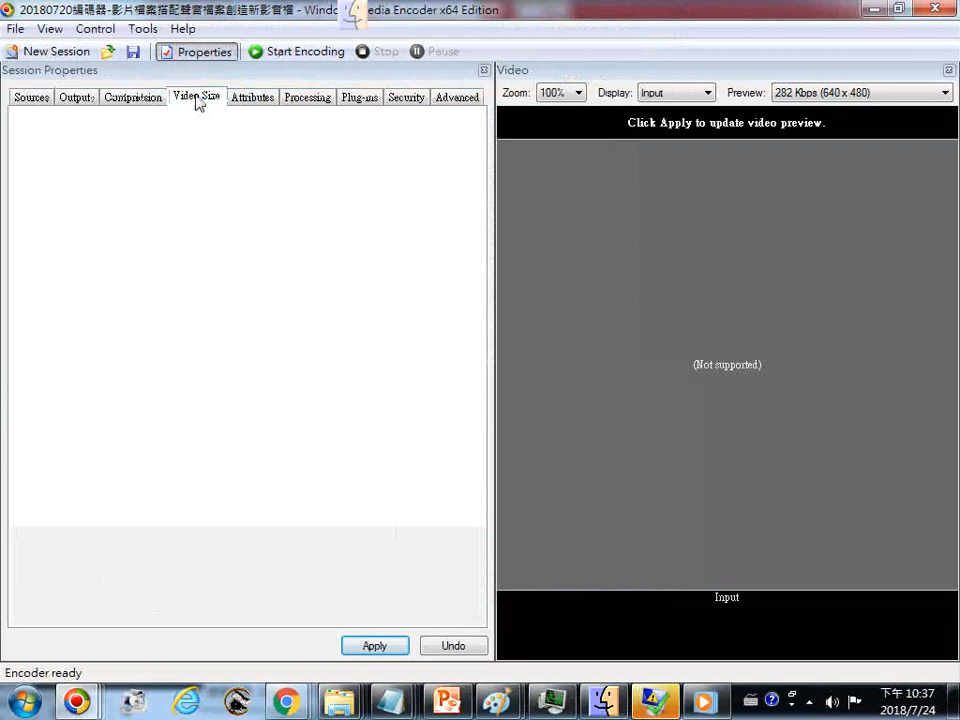 20180720編碼器-影片檔案搭配聲音檔案創造新影音檔 - Windo edia Encoder x64 Edition
File View Control Tools Help
New Session Properties Start Encoding Stop Pause
Session Properties
Video
Sources Output Compression Video Size Attributes Processing Plug-ins Security Advanced
Zoom: 100% Display: Input Preview: 282 Kbps (640 x 480)
Click Apply to update video preview.
(Not supported)
Input
Apply Undo
Encoder ready
下午 10:37
2018/7/24